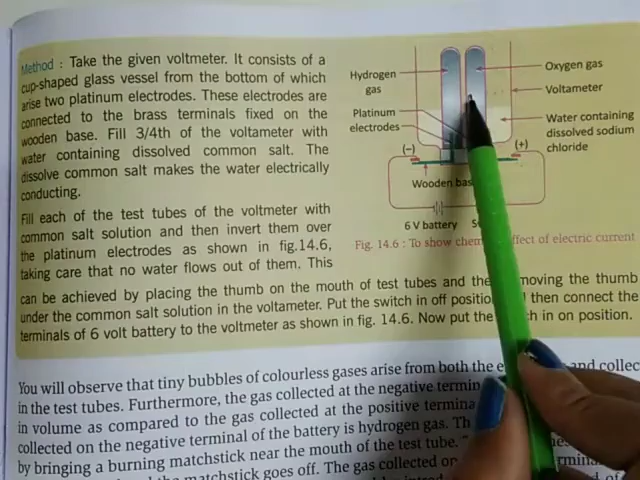 Method : Take the given voltmeter. It consists of a
cup-shaped glass vessel from the bottom of which
arise two platinum electrodes. These electrodes are
connected to the brass terminals fixed on the
wooden base. Fill 3/4th of the voltameter with
water containing dissolved common salt. The
dissolve common salt makes the water electrically
conducting.
Fill each of the test tubes of the voltmeter with
common salt solution and then invert them over
the platinum electrodes as shown in fig.14.6,
taking care that no water flows out of them. This
Hydrogen
gas
Platinum
electrodes
(–)
Oxygen gas
Voltameter
Water containing
dissolved sodium
chloride
(+)
Wooden bas
6 V battery
Fig. 14.6 : To show chem ffect of electric current
can be achieved by placing the thumb on the mouth of test tubes and the moving the thumb
under the common salt solution in the voltameter. Put the switch in off positio then connect the
terminals of 6 volt battery to the voltmeter as shown in fig. 14.6. Now put the h in on position.
You will observe that tiny bubbles of colourless gases arise from both the e and collec
in the test tubes. Furthermore, the gas collected at the negative termin
in volume as compared to the gas collected at the positive termina
collected on the negative terminal of the battery is hydrogen gas. Th
by bringing a burning matchstick near the mouth of the test tube.
the matchstick goes off. The gas collected on